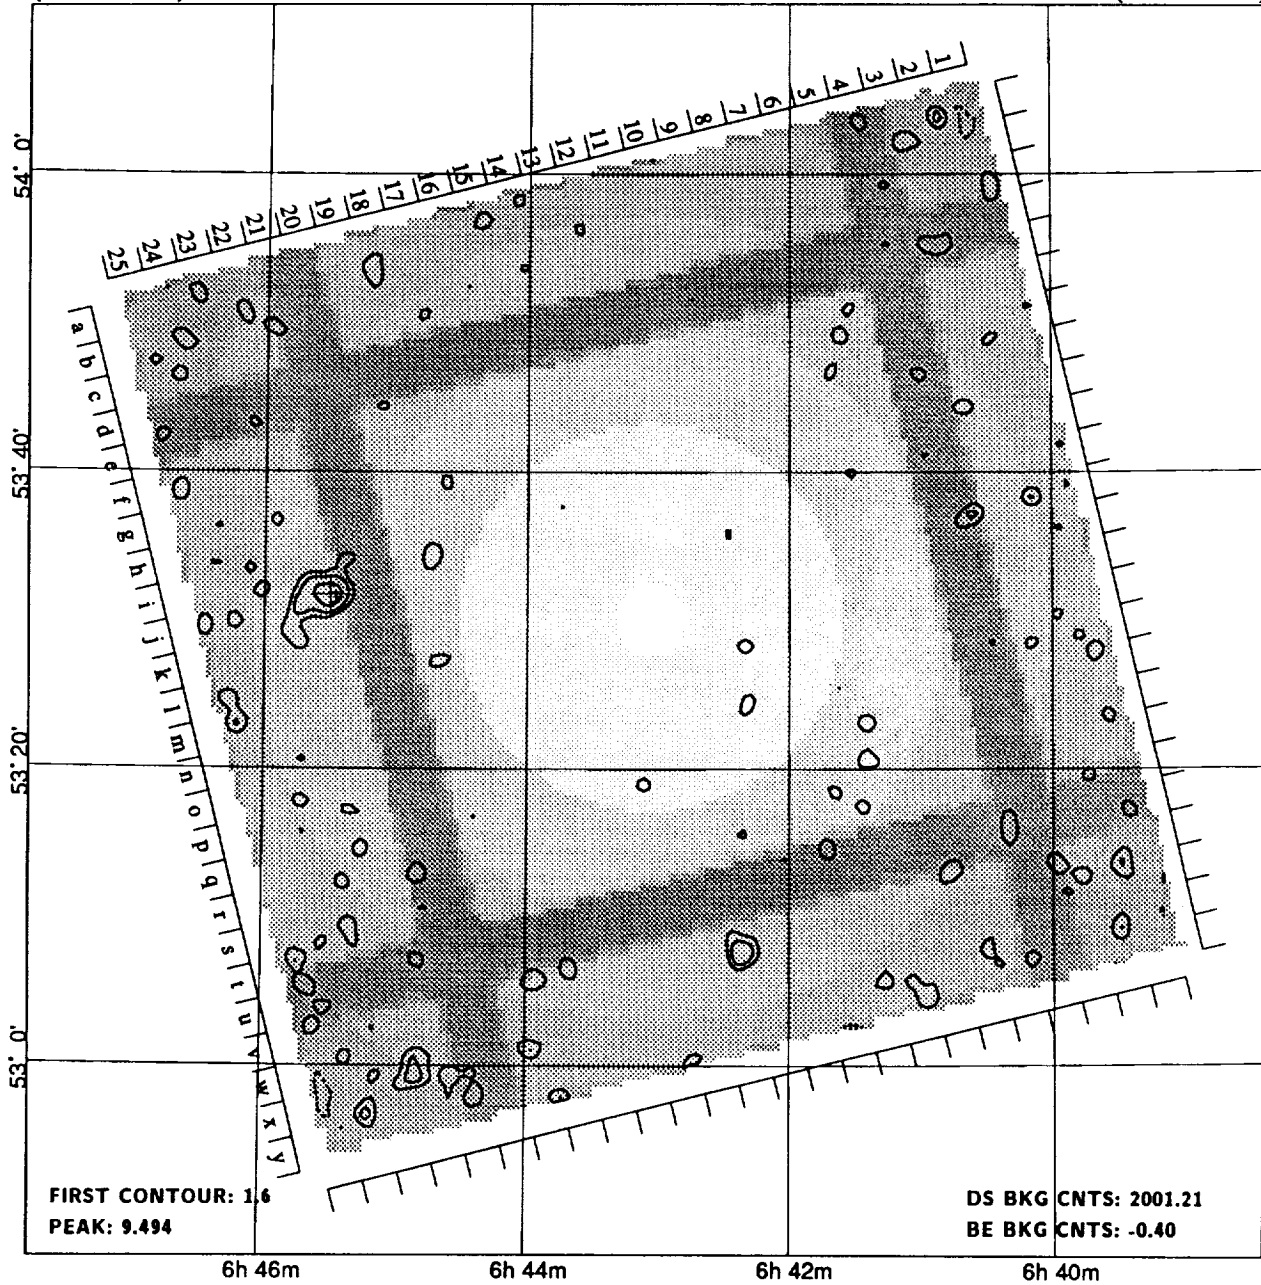 1 2 3 4 5 6 7 8 9 10 11 12 13 14 15 16 17 18 19 20 21 22 23 24 25
a b c d e f g h i j k l m n o p q r s t u v w x y
54° 0'
53° 40'
53° 20'
53° 0'
FIRST CONTOUR: 1.6
PEAK: 9.494
DS BKG CNTS: 2001.21
BE BKG CNTS: -0.40
6h 46m 6h 44m 6h 42m 6h 40m